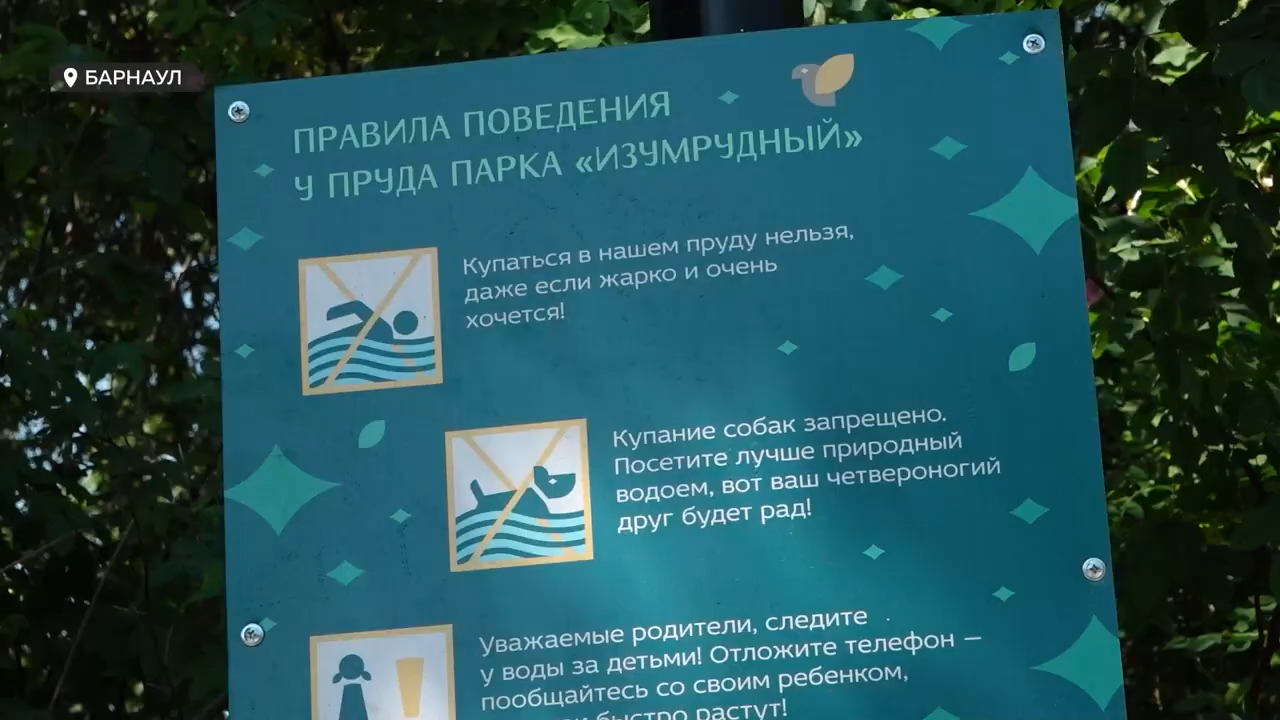 БАРНАУЛ
ПРАВИЛА ПОВЕДЕНИЯ
У ПРУДА ПАРКА «ИЗУМРУДНЫЙ»
Купаться в нашем пруду нельзя,
даже если жарко и очень
хочется!
Купание собак запрещено.
Посетите лучше природный
водоем, вот ваш четвероногий
друг будет рад!
Уважаемые родители, следите
у воды за детьми! Отложите телефон —
пообщайтесь со своим ребенком,
быстро растут!